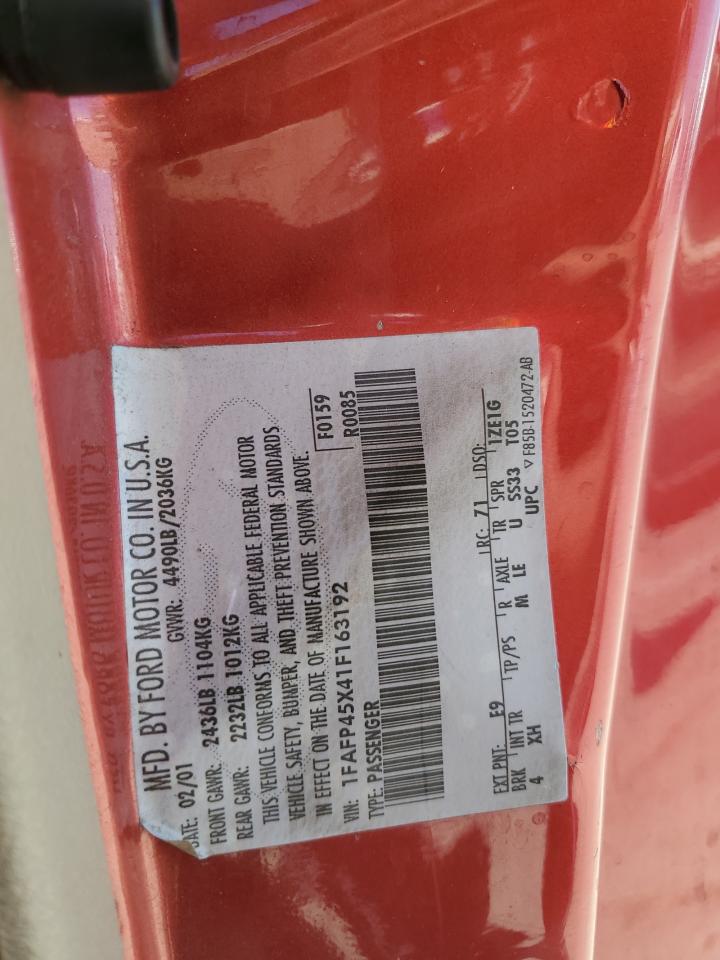 MFD. BY FORD MOTOR CO. IN U.S.A.
DATE: 02/01 GVWR: 4490LB/2036KG
FRONT GAWR: 2436LB 1104KG
REAR GAWR: 2232LB 1012KG
THIS VEHICLE CONFORMS TO ALL APPLICABLE FEDERAL MOTOR
VEHICLE SAFETY, BUMPER, AND THEFT PREVENTION STANDARDS
IN EFFECT ON THE DATE OF MANUFACTURE SHOWN ABOVE.
VIN: 1FAFP45X41F163192 F0159
TYPE: PASSENGER R0085
EXT PNT: E9 RC: Z1 DSO:
BRK INT TR TP/PS R AXLE TR SPR 1ZE1G
4 XH M LE U SS33 T05
UPC
▽F85B-1520472-AB